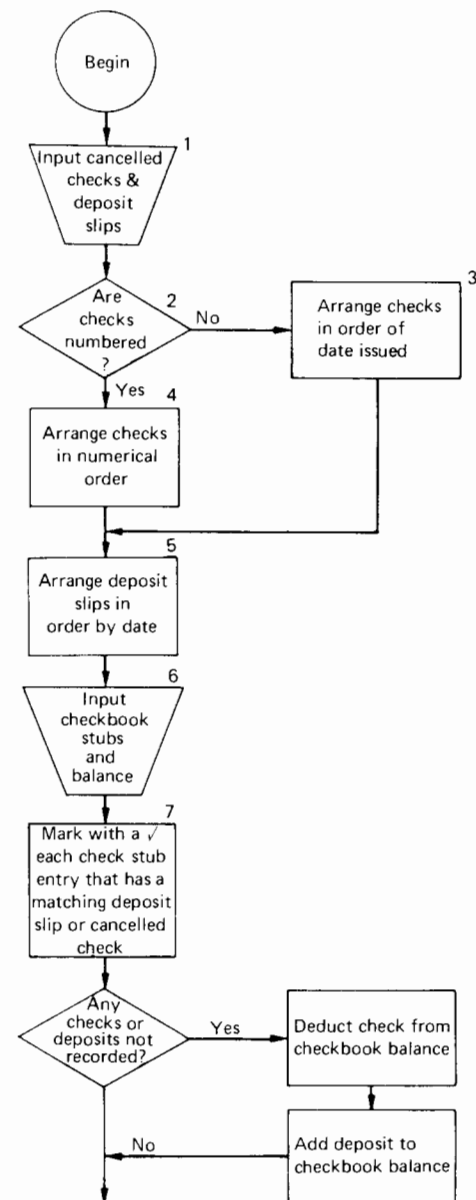 Begin
1
Input cancelled
checks &
deposit
slips
2
Are
checks
numbered
?
No
3
Arrange checks
in order of
date issued
Yes
4
Arrange checks
in numerical
order
5
Arrange deposit
slips in
order by date
6
Input
checkbook
stubs
and
balance
7
Mark with a ✓
each check stub
entry that has a
matching deposit
slip or cancelled
check
Any
checks or
deposits not
recorded?
Yes
Deduct check from
checkbook balance
No
Add deposit to
checkbook balance